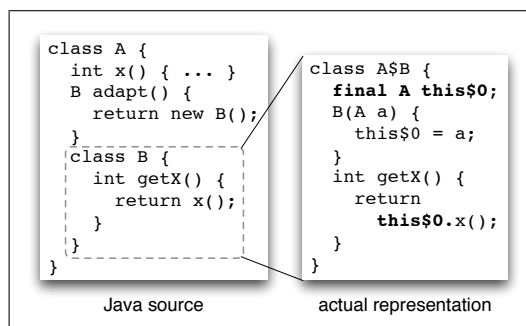 class A {
int x() { ... }
B adapt() {
return new B();
}
class B {
int getX() {
return x();
}
}
}
Java source
class A$B {
final A this$0;
B(A a) {
this$0 = a;
}
int getX() {
return
this$0.x();
}
}
actual representation